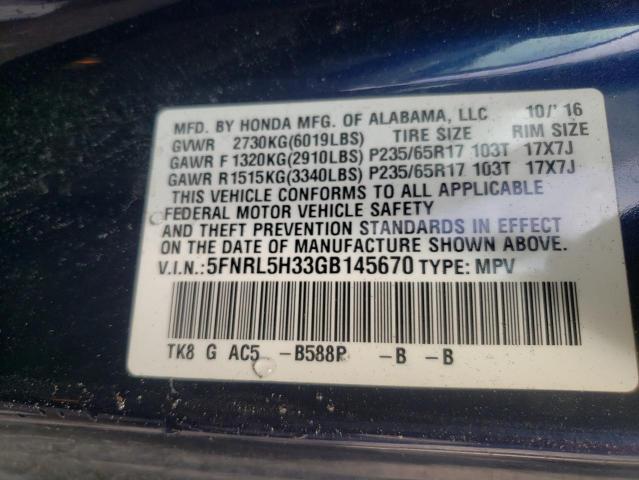 MFD. BY HONDA MFG. OF ALABAMA, LLC 10/'16
GVWR 2730KG(6019LBS) TIRE SIZE RIM SIZE
GAWR F 1320KG(2910LBS) P235/65R17 103T 17X7J
GAWR R1515KG(3340LBS) P235/65R17 103T 17X7J
THIS VEHICLE CONFORMS TO ALL APPLICABLE
FEDERAL MOTOR VEHICLE SAFETY
AND THEFT PREVENTION STANDARDS IN EFFECT
ON THE DATE OF MANUFACTURE SHOWN ABOVE.
V.I.N.:5FNRL5H33GB145670 TYPE: MPV
TK8 G AC5 -B588P -B -B